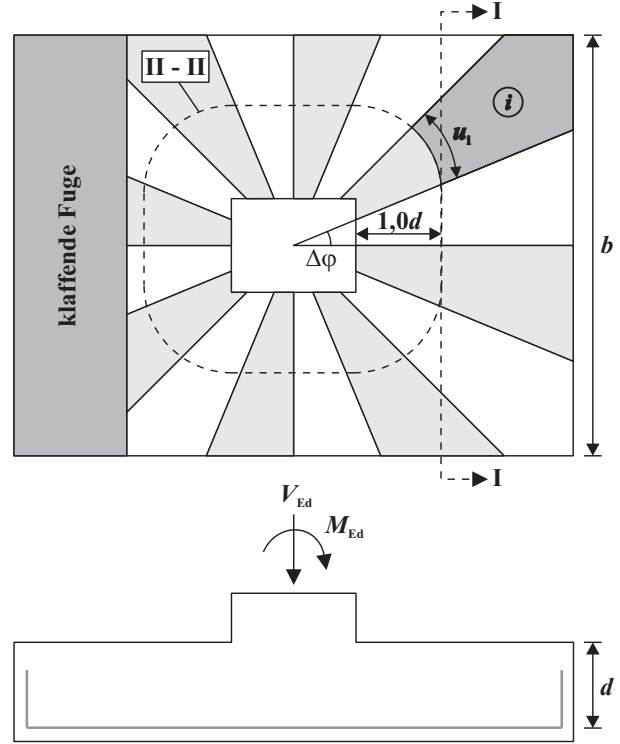 I
II - II
i
u_i
klaffende Fuge
1,0d
Δφ
b
I
V_Ed
M_Ed
d